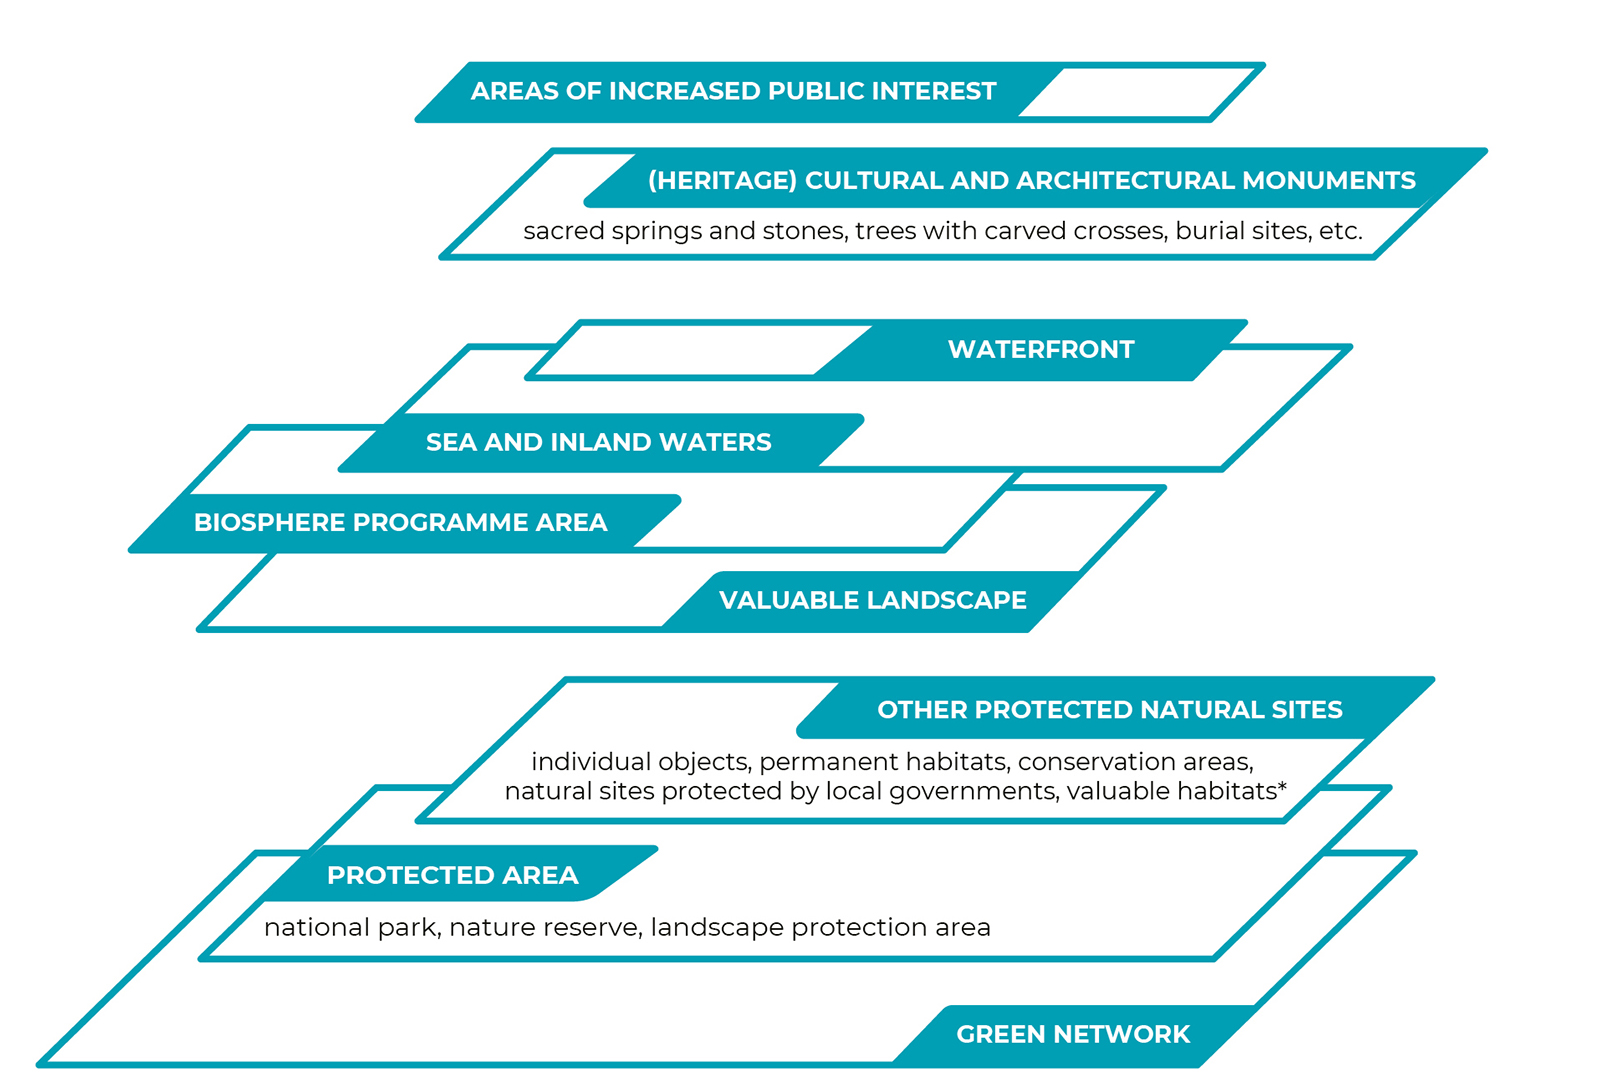 AREAS OF INCREASED PUBLIC INTEREST
(HERITAGE) CULTURAL AND ARCHITECTURAL MONUMENTS
sacred springs and stones, trees with carved crosses, burial sites, etc.
WATERFRONT
SEA AND INLAND WATERS
BIOSPHERE PROGRAMME AREA
VALUABLE LANDSCAPE
OTHER PROTECTED NATURAL SITES
individual objects, permanent habitats, conservation areas,
natural sites protected by local governments, valuable habitats*
PROTECTED AREA
national park, nature reserve, landscape protection area
GREEN NETWORK